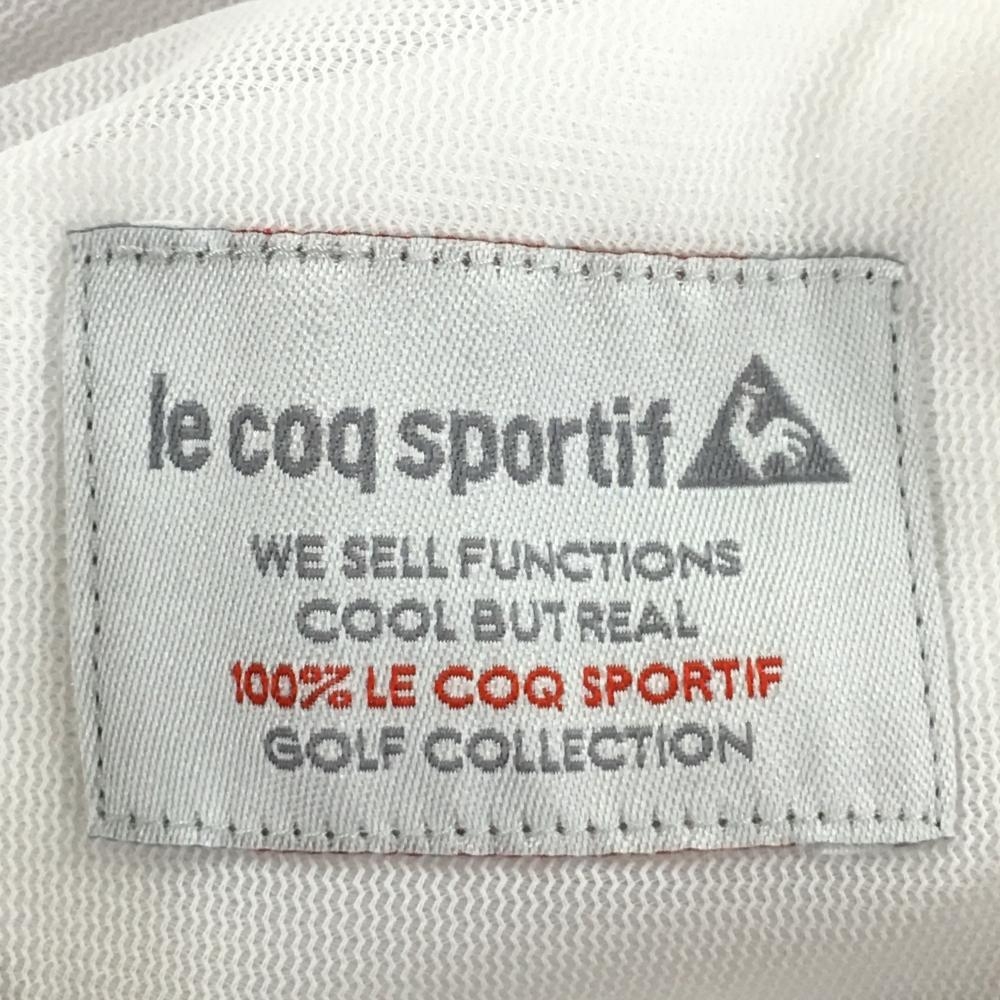 le coq sportif
WE SELL FUNCTIONS
COOL BUT REAL
100% LE COQ SPORTIF
GOLF COLLECTION